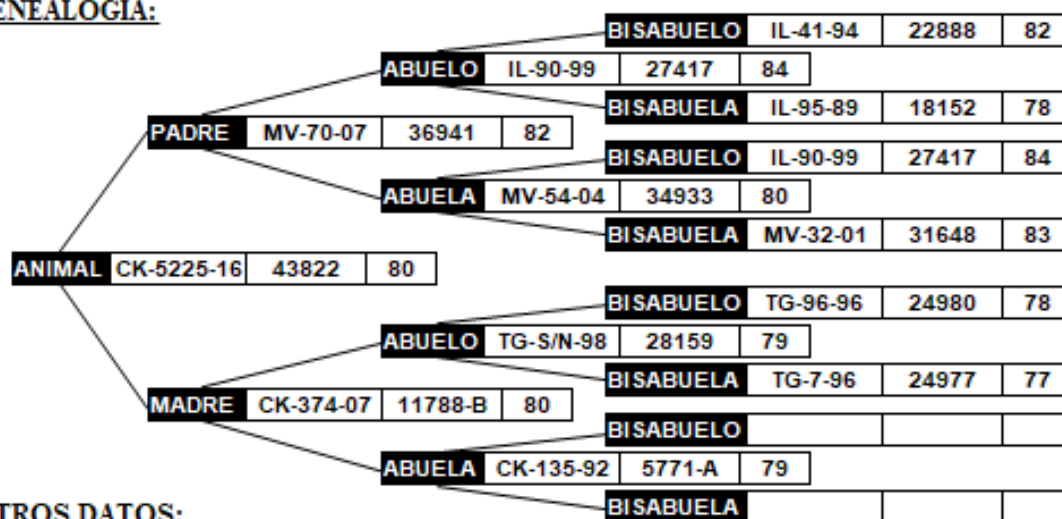 ENEALOGÍA:
BISABUELO IL-41-94 22888 82
ABUELO IL-90-99 27417 84
BISABUELA IL-95-89 18152 78
PADRE MV-70-07 36941 82
BISABUELO IL-90-99 27417 84
ABUELA MV-54-04 34933 80
BISABUELA MV-32-01 31648 83
ANIMAL CK-5225-16 43822 80
BISABUELO TG-96-96 24980 78
ABUELO TG-S/N-98 28159 79
BISABUELA TG-7-96 24977 77
MADRE CK-374-07 11788-B 80
BISABUELO
ABUELA CK-135-92 5771-A 79
BISABUELA
TROS DATOS: